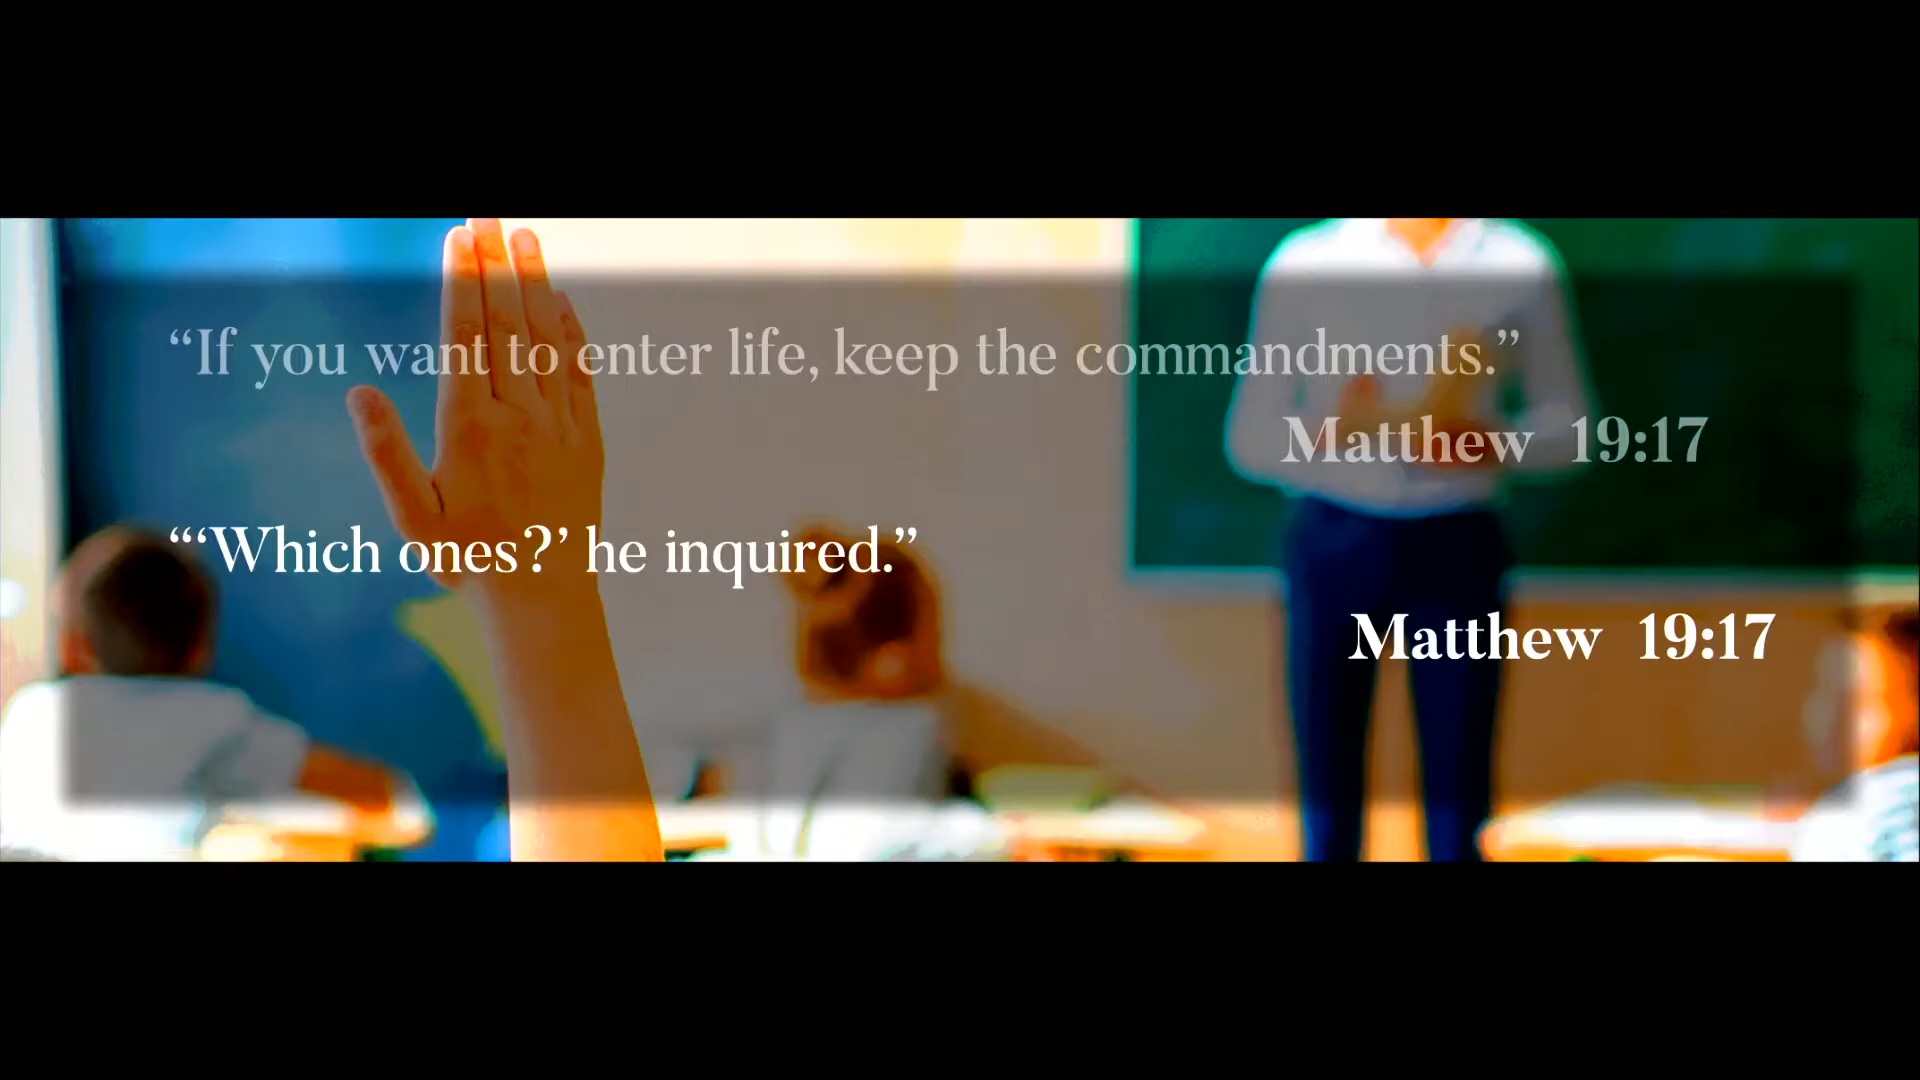 “If you want to enter life, keep the commandments.”
Matthew 19:17
“‘Which ones?’ he inquired.”
Matthew 19:17